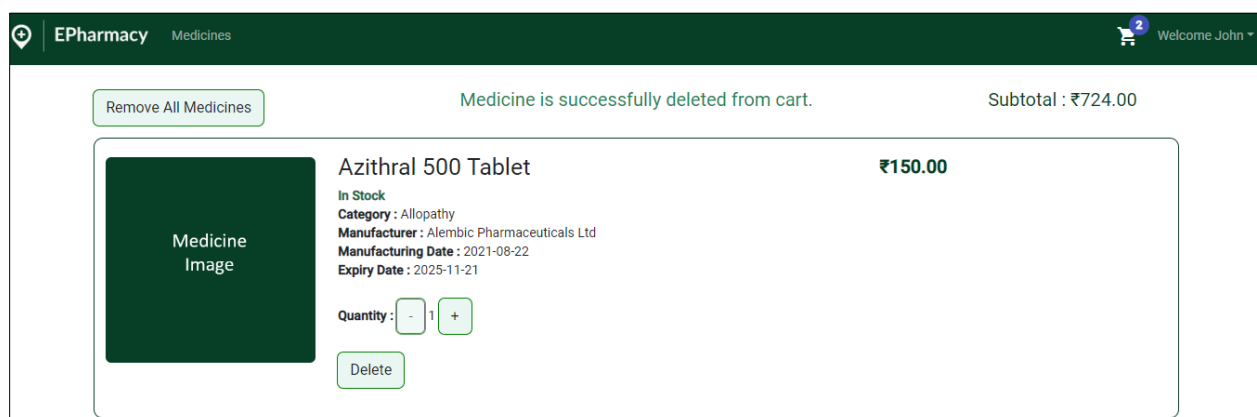 EPharmacy Medicines 2 Welcome John
Remove All Medicines Medicine is successfully deleted from cart. Subtotal : ₹724.00
Azithral 500 Tablet ₹150.00
In Stock
Category : Allopathy
Manufacturer : Alembic Pharmaceuticals Ltd
Manufacturing Date : 2021-08-22
Expiry Date : 2025-11-21
Medicine
Image
Quantity : - 1 +
Delete